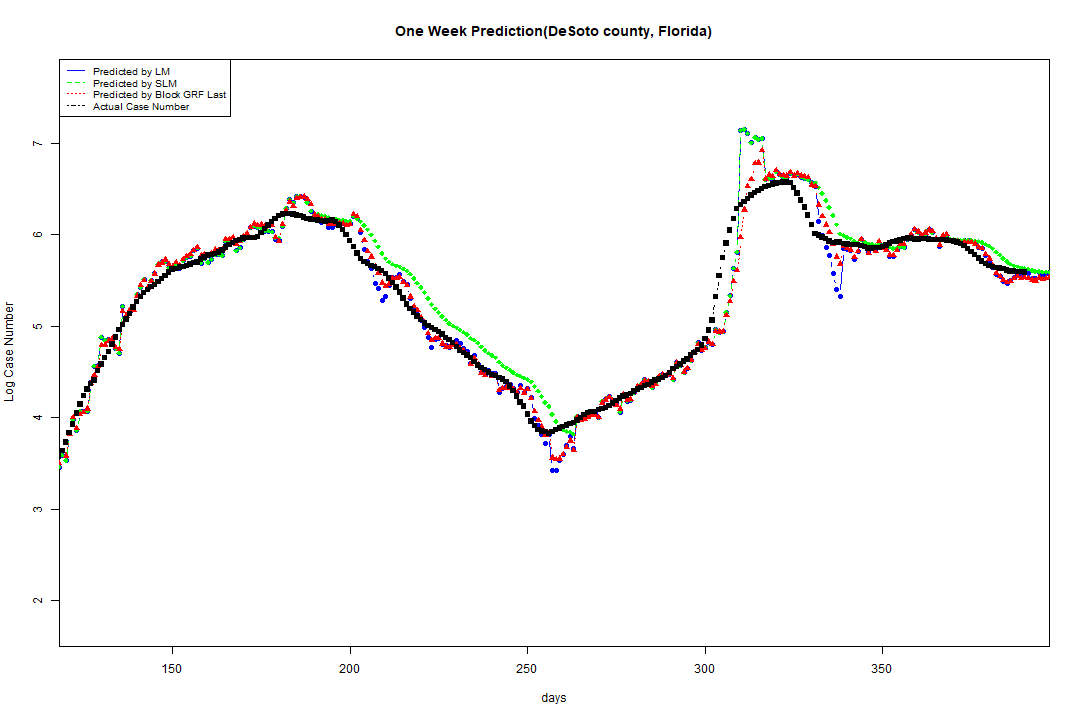 One Week Prediction(DeSoto county, Florida)
Predicted by LM
Predicted by SLM
Predicted by Block GRF Last
Actual Case Number
7
6
5
4
3
2
Log Case Number
150 200 250 300 350
days